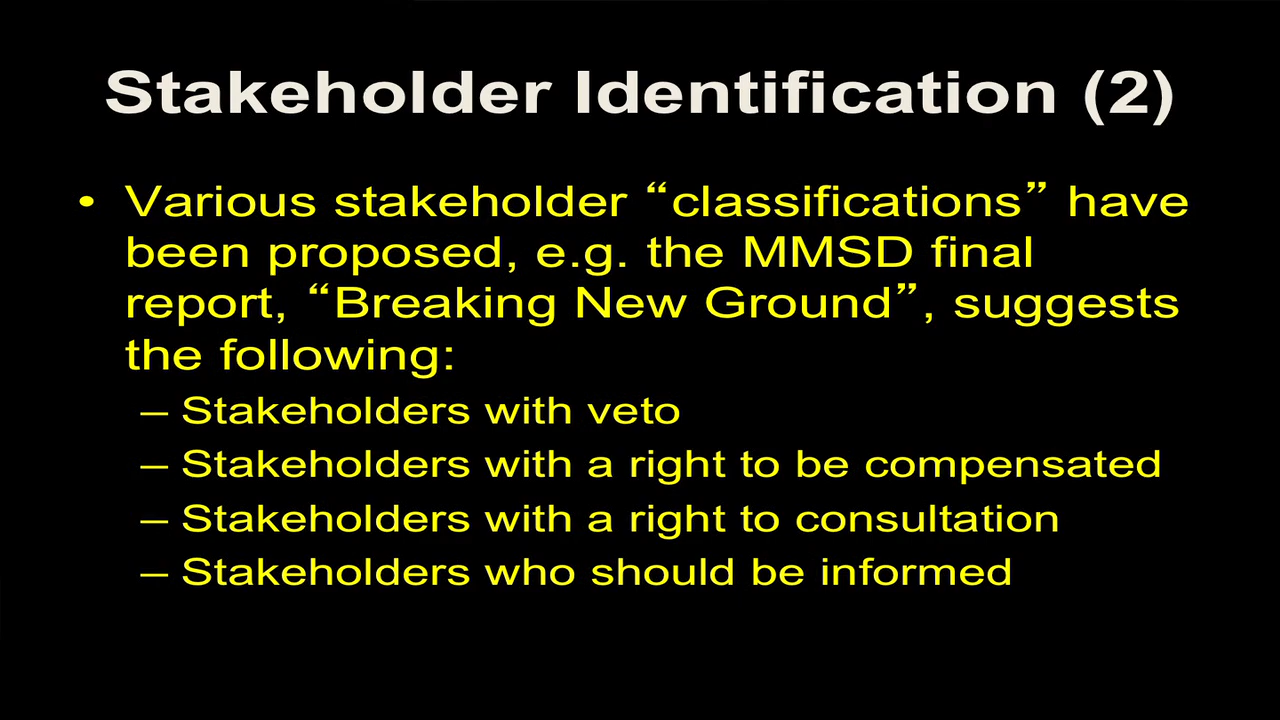 Stakeholder Identification (2)
• Various stakeholder “classifications” have
been proposed, e.g. the MMSD final
report, “Breaking New Ground”, suggests
the following:
– Stakeholders with veto
– Stakeholders with a right to be compensated
– Stakeholders with a right to consultation
– Stakeholders who should be informed